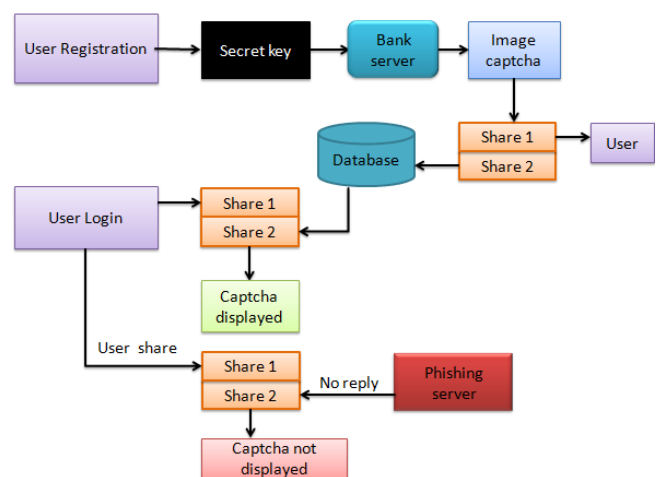 User Registration
Secret key
Bank
server
Image
captcha
Share 1
Share 2
User
Database
User Login
Share 1
Share 2
Captcha
displayed
User share
Share 1
Share 2
No reply
Phishing
server
Captcha not
displayed